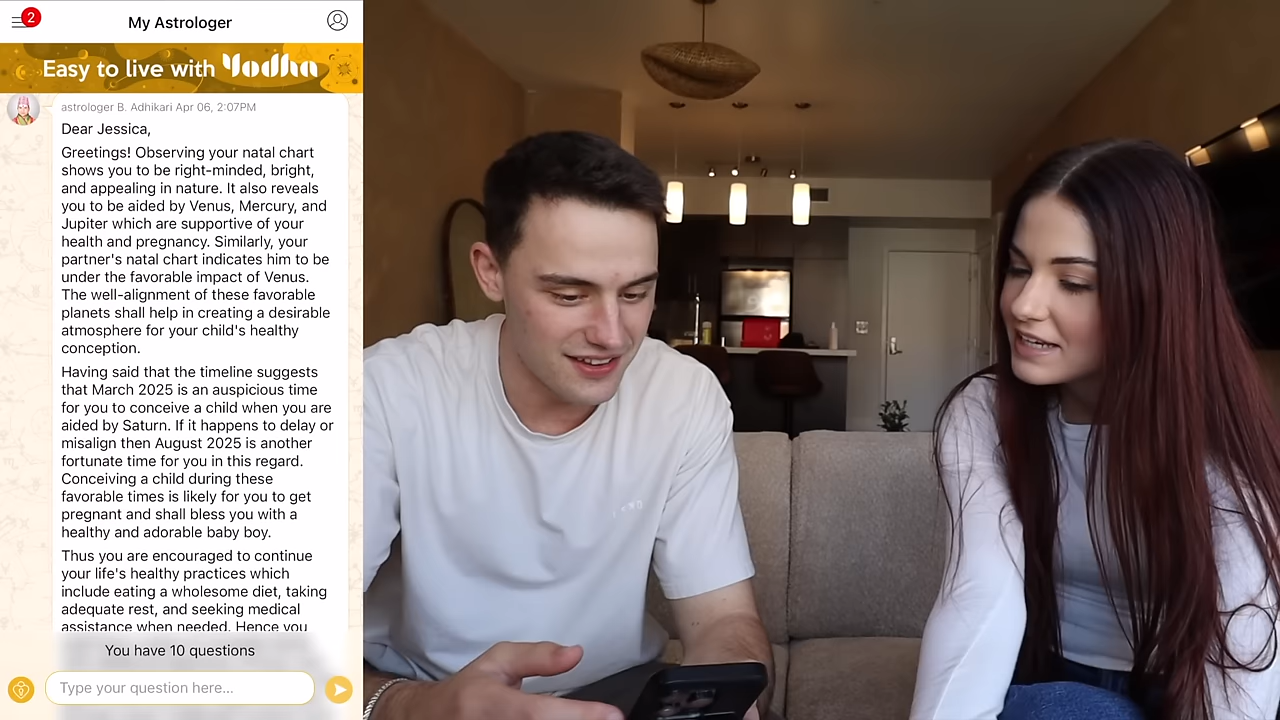 2
My Astrologer
Easy to live with Yodha
astrologer B. Adhikari Apr 06, 2:07PM
Dear Jessica,
Greetings! Observing your natal chart
shows you to be right-minded, bright,
and appealing in nature. It also reveals
you to be aided by Venus, Mercury, and
Jupiter which are supportive of your
health and pregnancy. Similarly, your
partner's natal chart indicates him to be
under the favorable impact of Venus.
The well-alignment of these favorable
planets shall help in creating a desirable
atmosphere for your child's healthy
conception.
Having said that the timeline suggests
that March 2025 is an auspicious time
for you to conceive a child when you are
aided by Saturn. If it happens to delay or
misalign then August 2025 is another
fortunate time for you in this regard.
Conceiving a child during these
favorable times is likely for you to get
pregnant and shall bless you with a
healthy and adorable baby boy.
Thus you are encouraged to continue
your life's healthy practices which
include eating a wholesome diet, taking
adequate rest, and seeking medical
assistance when needed. Hence you
You have 10 questions
Type your question here...